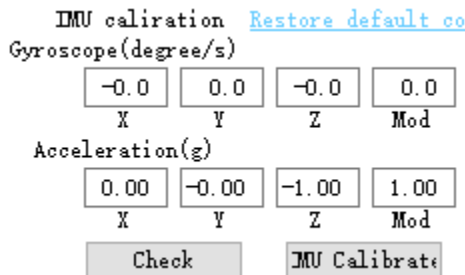 IMU caliration Restore default co
Gyroscope(degree/s)
-0.0 0.0 -0.0 0.0
X Y Z Mod
Acceleration(g)
0.00 -0.00 -1.00 1.00
X Y Z Mod
Check IMU Calibrate